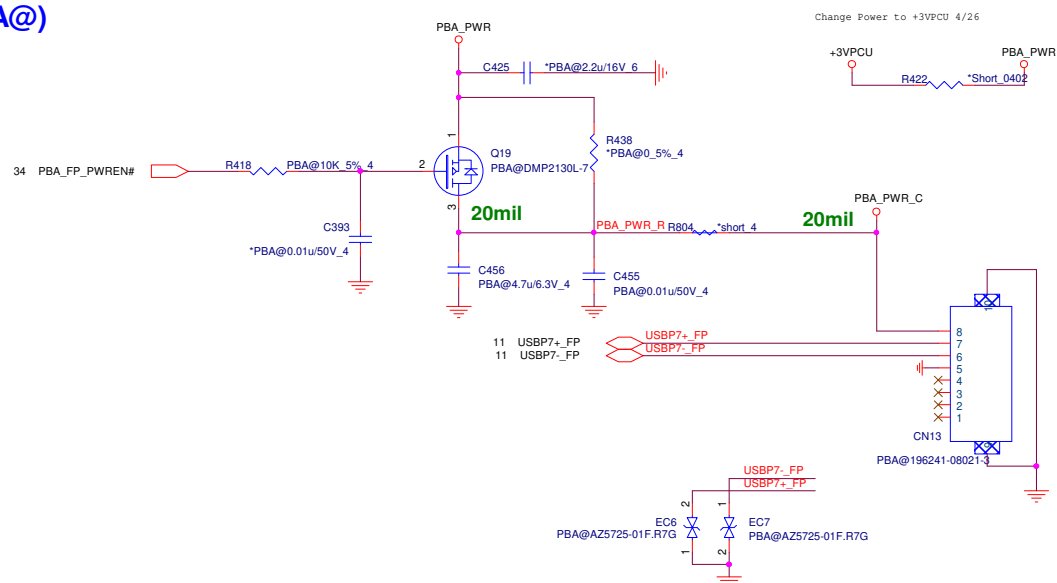 A@)
Change Power to +3VPCU 4/26
PBA_PWR
+3VPCU
PBA_PWR
C425
*PBA@2.2u/16V_6
R422
*Short_0402
1
R438
*PBA@0_5%_4
Q19
PBA@DMP2130L-7
34 PBA_FP_PWREN#
R418
PBA@10K_5%_4
2
3
20mil
PBA_PWR_C
C393
*PBA@0.01u/50V_4
PBA_PWR_R
R804
*short_4
20mil
C456
PBA@4.7u/6.3V_4
C455
PBA@0.01u/50V_4
10
11 USBP7+_FP
USBP7+_FP
11 USBP7-_FP
USBP7-_FP
8
7
6
5
4
3
2
1
CN13
PBA@196241-08021-3
USBP7-_FP
USBP7+_FP
2
1
EC6
PBA@AZ5725-01F.R7G
EC7
PBA@AZ5725-01F.R7G
1
2